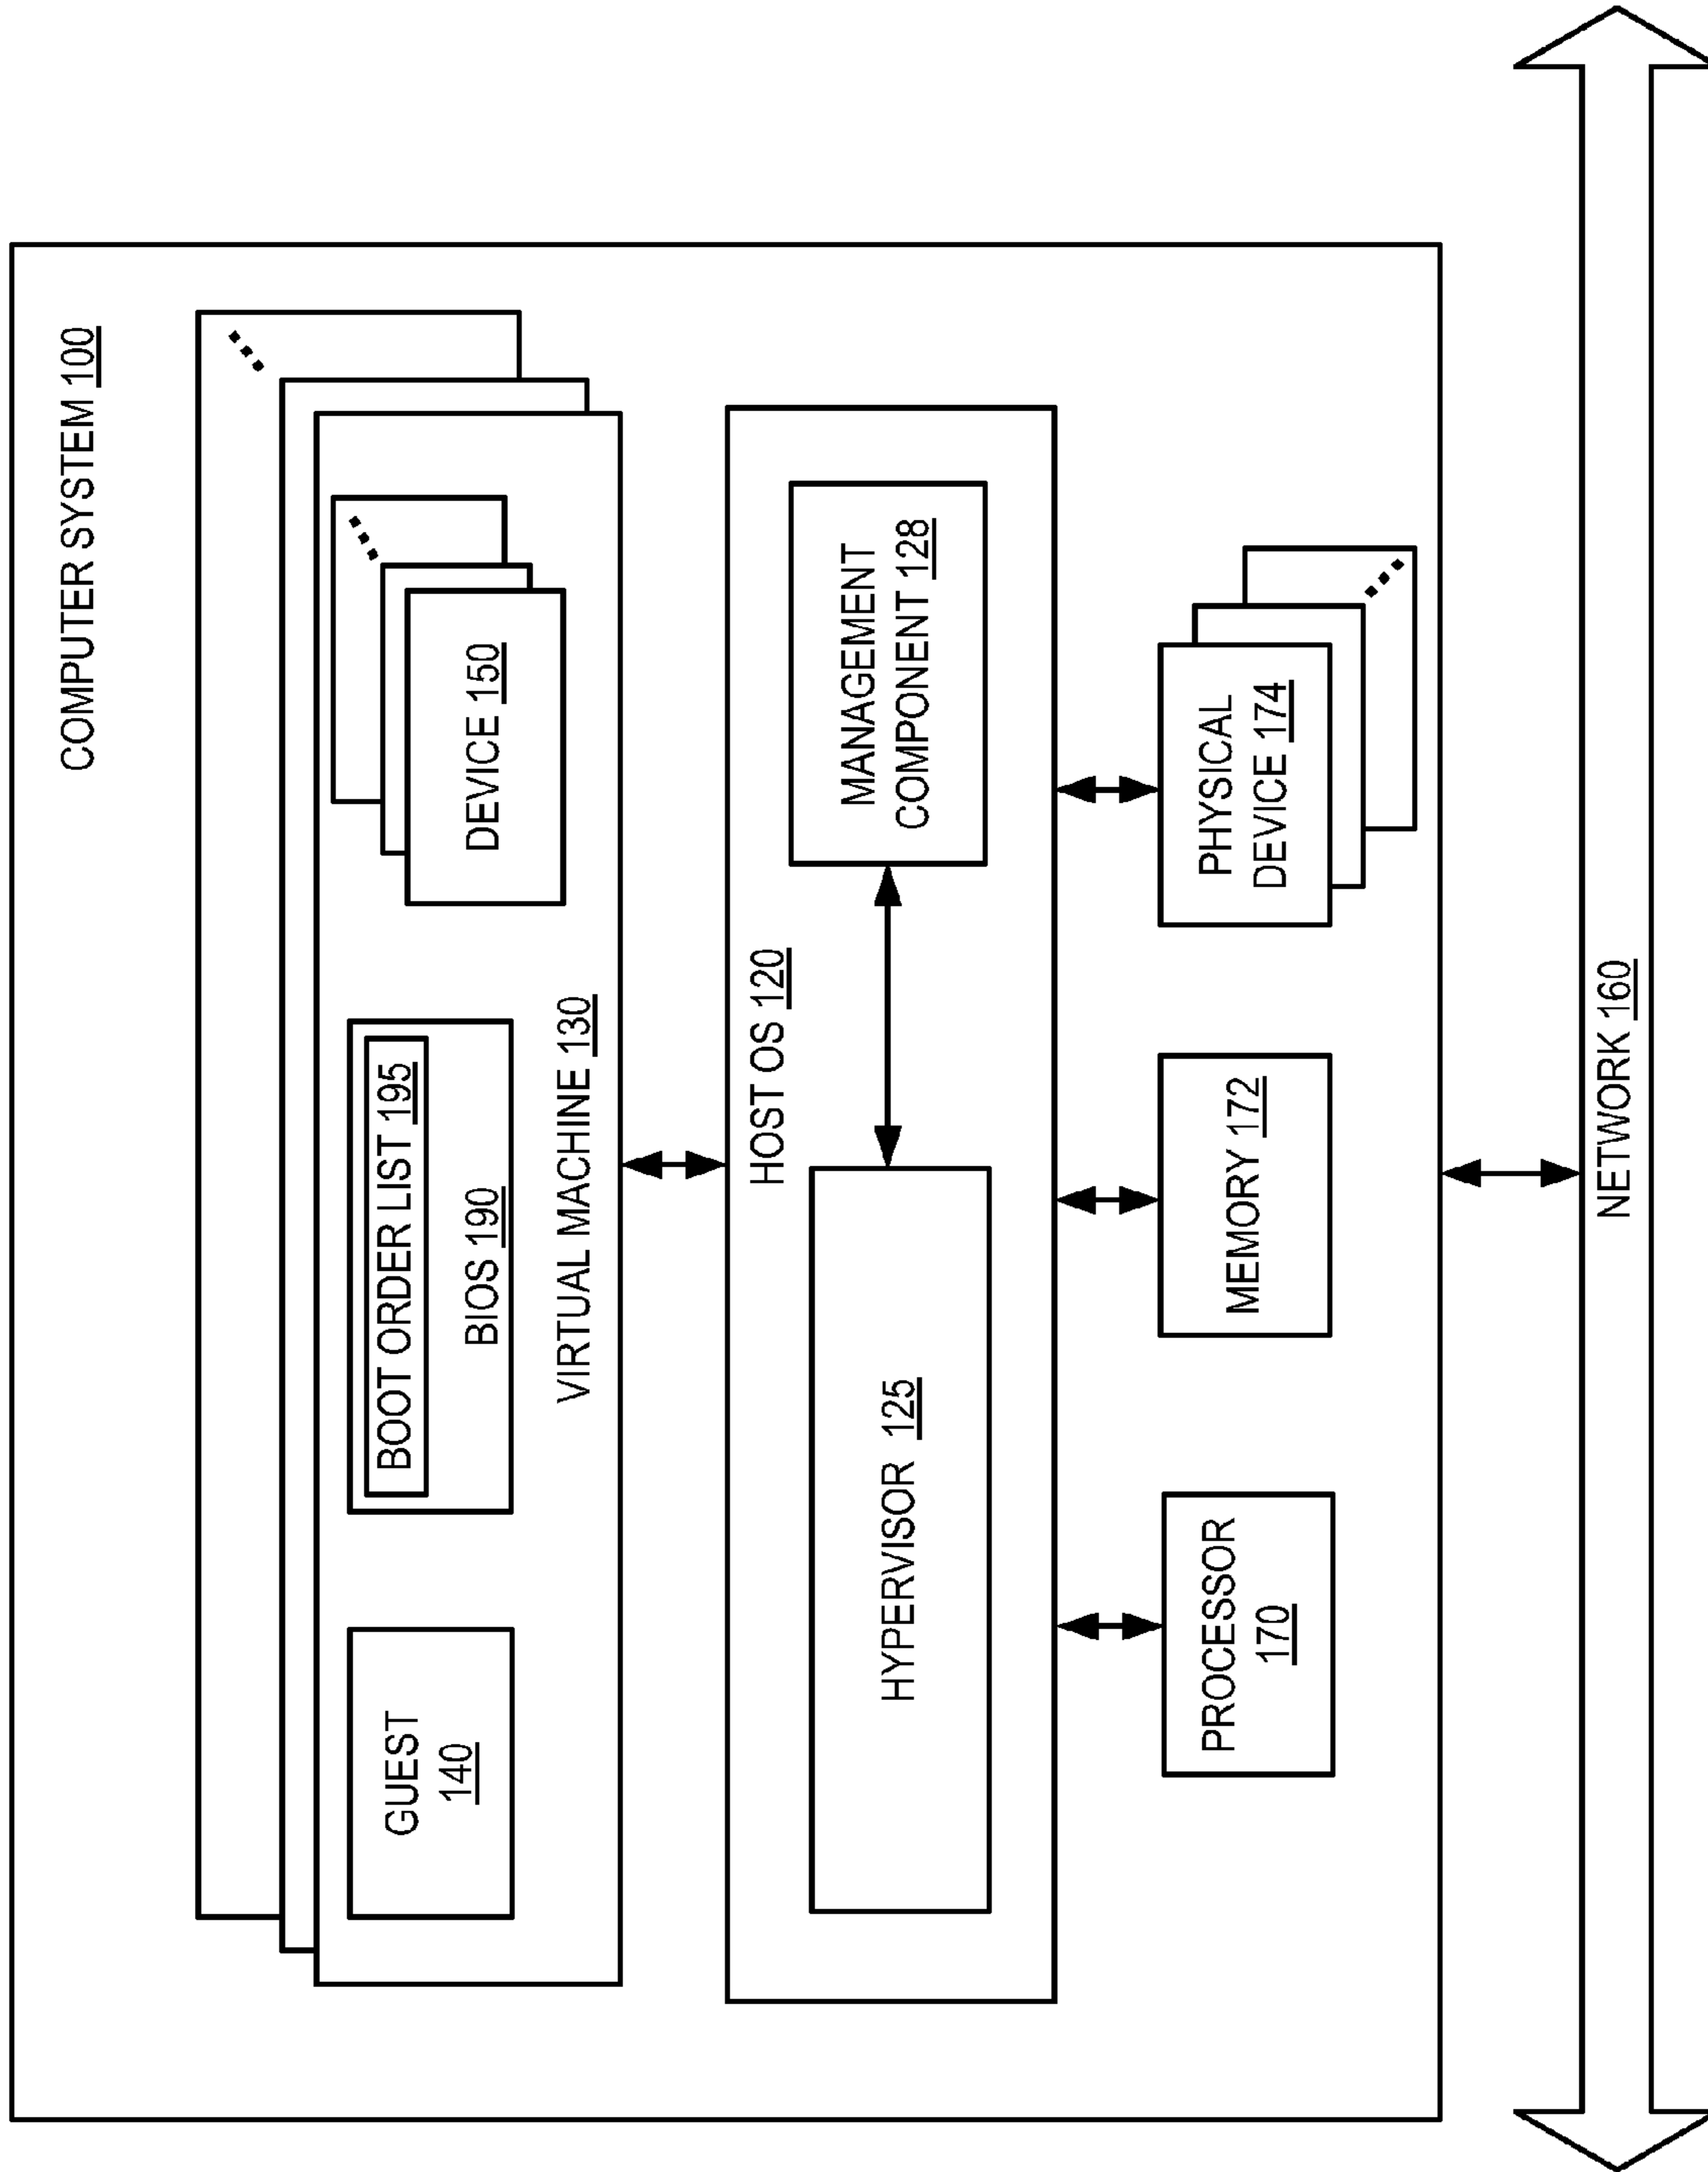 COMPUTER SYSTEM 100
GUEST
140
BOOT ORDER LIST 195
BIOS 190
DEVICE 150
VIRTUAL MACHINE 130
HOST OS 120
HYPERVISOR 125
MANAGEMENT
COMPONENT 128
PROCESSOR
170
MEMORY 172
PHYSICAL
DEVICE 174
NETWORK 160